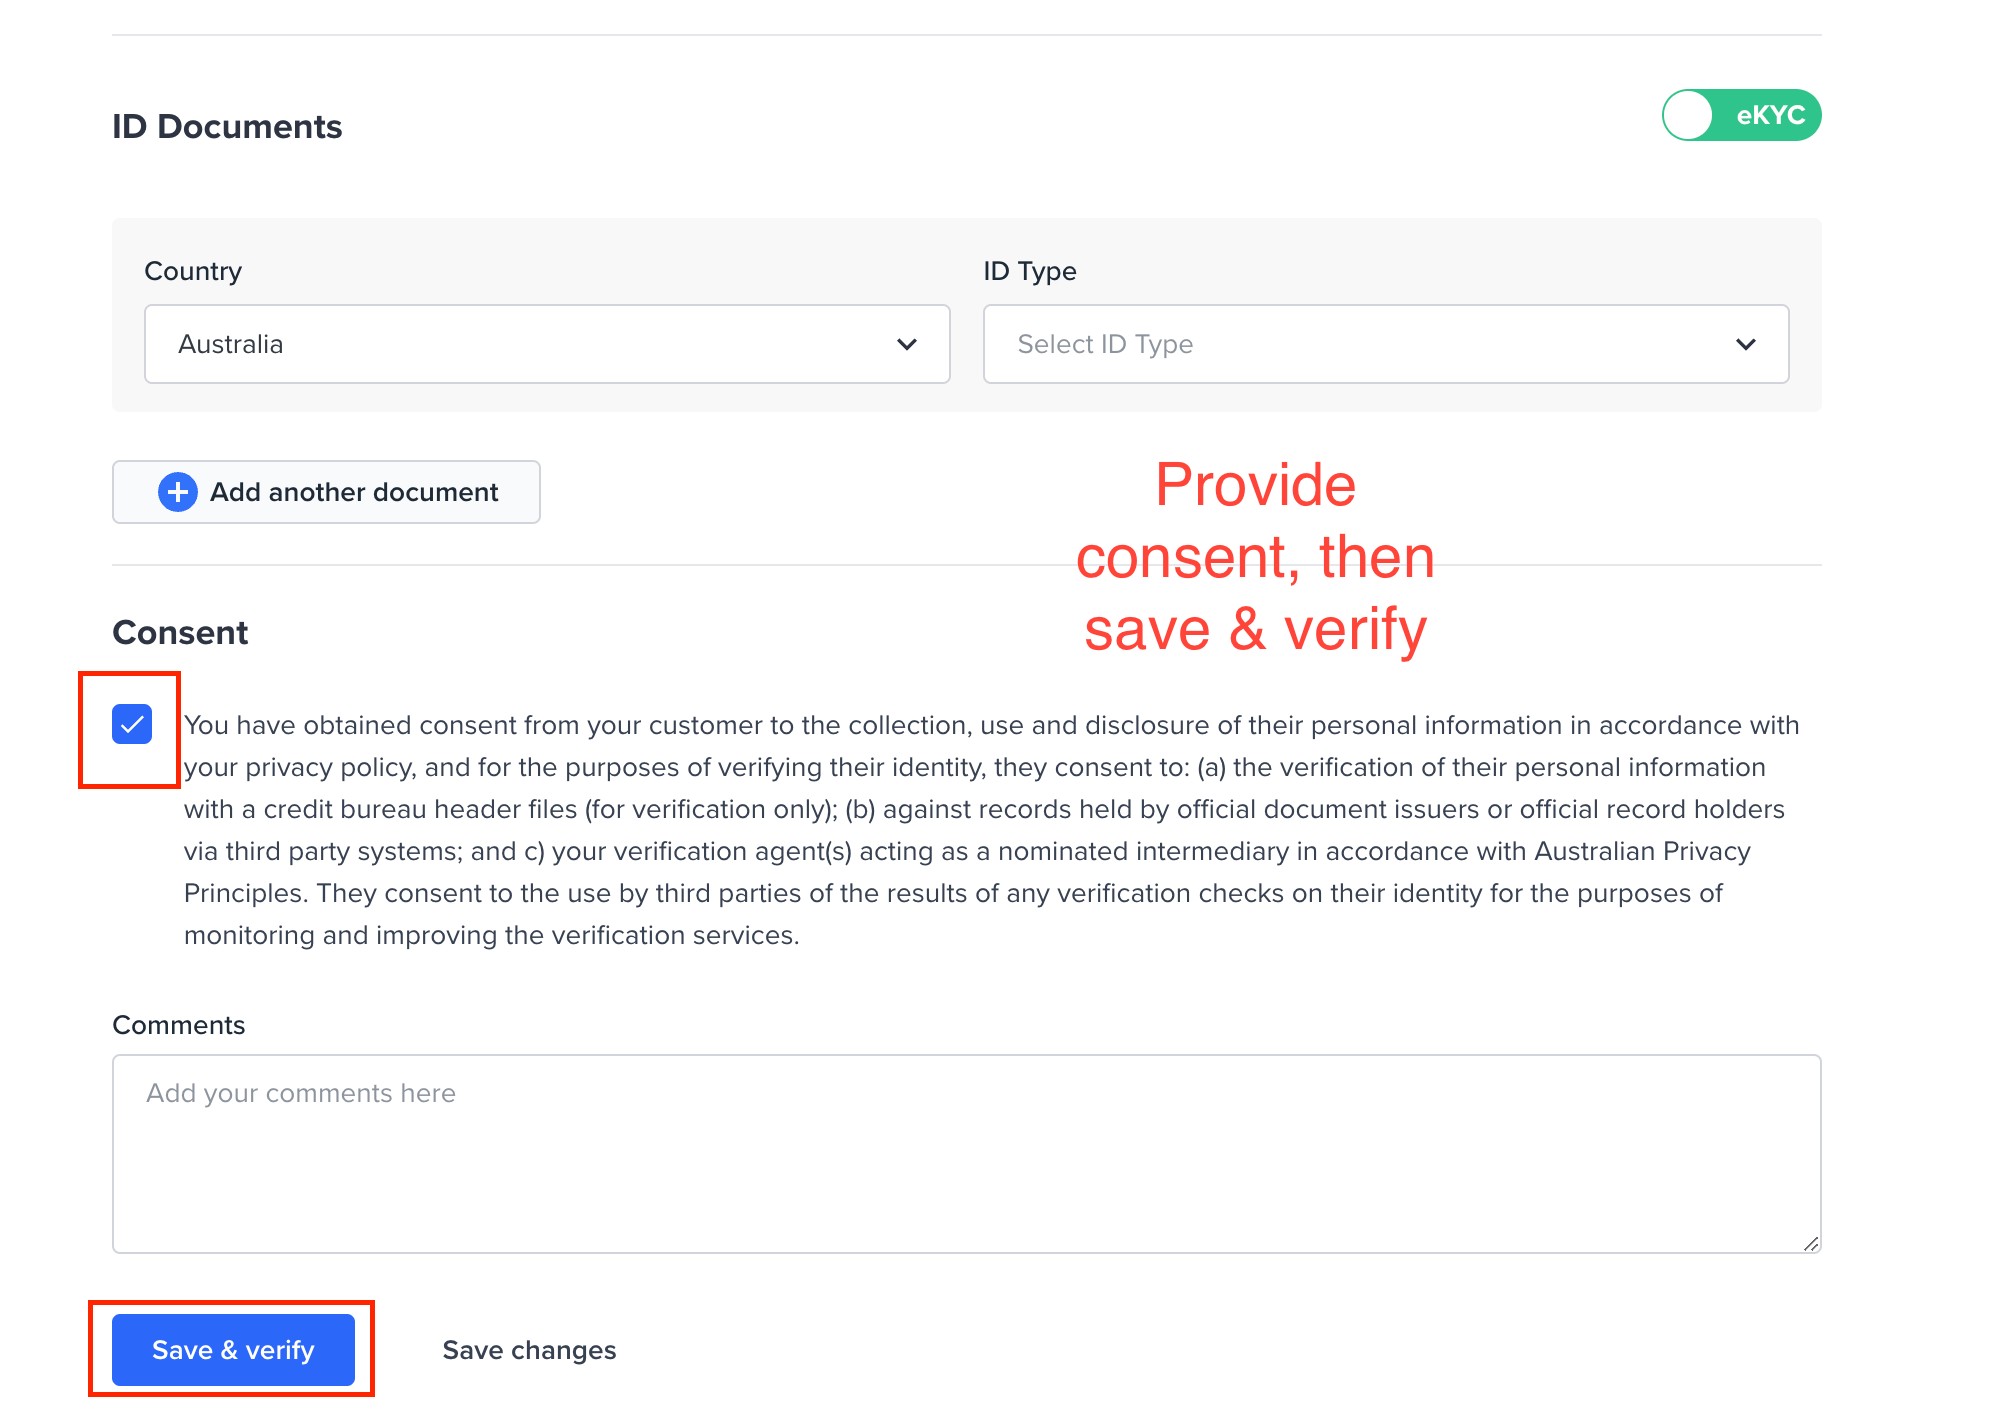 ID Documents
eKYC
Country
ID Type
Australia
Select ID Type
Add another document
Provide
consent, then
save & verify
Consent
You have obtained consent from your customer to the collection, use and disclosure of their personal information in accordance with
your privacy policy, and for the purposes of verifying their identity, they consent to: (a) the verification of their personal information
with a credit bureau header files (for verification only); (b) against records held by official document issuers or official record holders
via third party systems; and c) your verification agent(s) acting as a nominated intermediary in accordance with Australian Privacy
Principles. They consent to the use by third parties of the results of any verification checks on their identity for the purposes of
monitoring and improving the verification services.
Comments
Add your comments here
Save & verify
Save changes